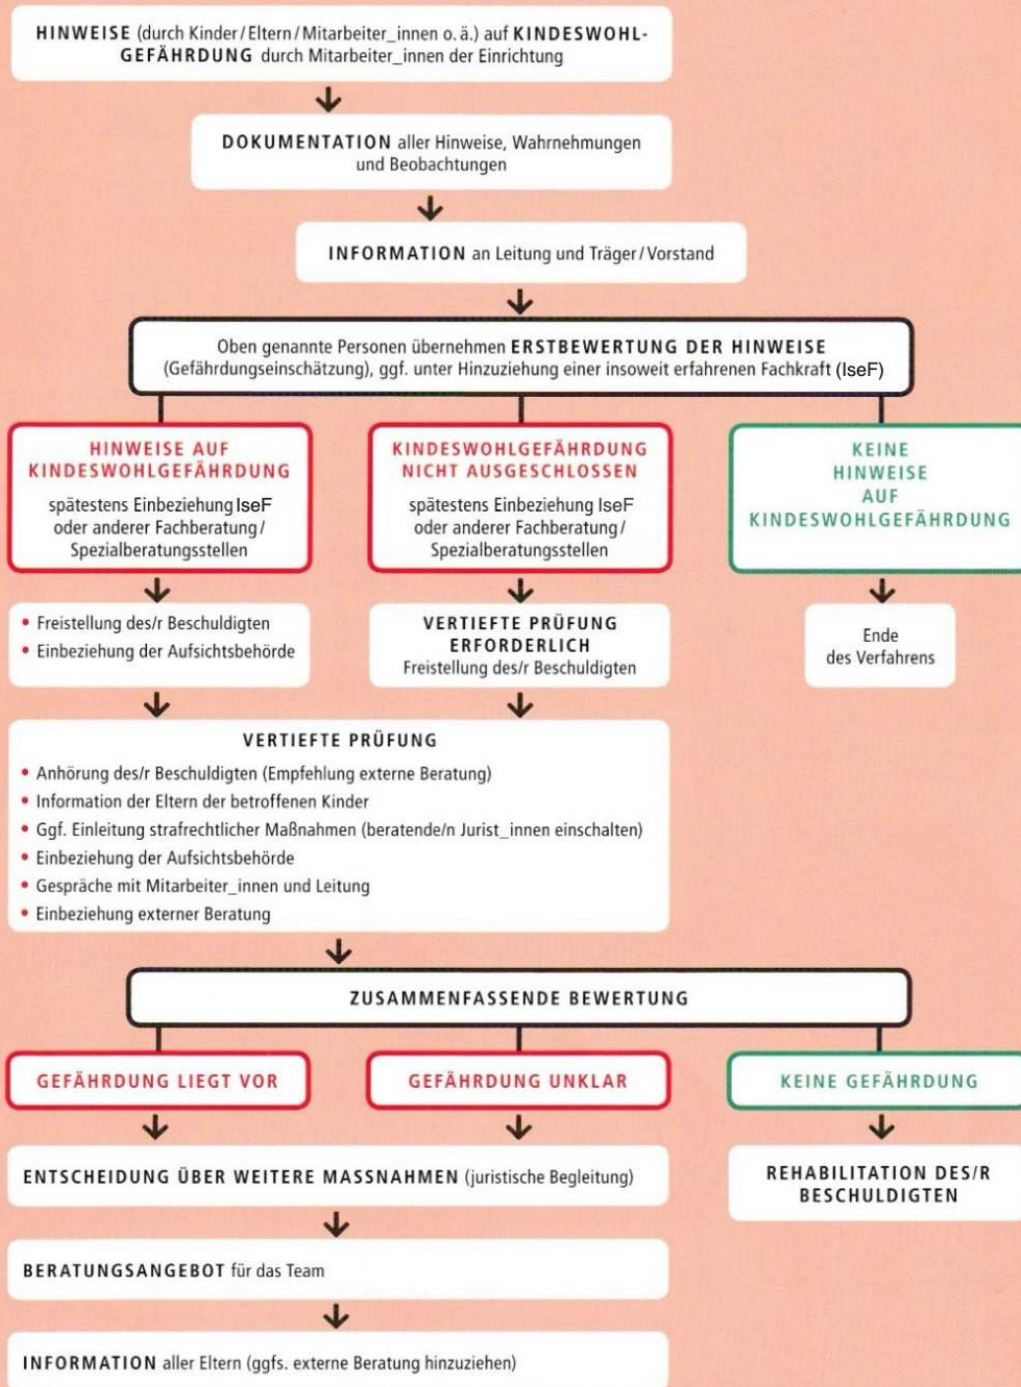 HINWEISE (durch Kinder/Eltern/Mitarbeiter_innen o.ä.) auf KINDESWOHL-
GEFÄHRDUNG durch Mitarbeiter_innen der Einrichtung
DOKUMENTATION aller Hinweise, Wahrnehmungen
und Beobachtungen
INFORMATION an Leitung und Träger/Vorstand
Oben genannte Personen übernehmen ERSTBEWERTUNG DER HINWEISE
(Gefährdungseinschätzung), ggf. unter Hinzuziehung einer insoweit erfahrenen Fachkraft (IseF)
HINWEISE AUF
KINDESWOHLGEFÄHRDUNG
spätestens Einbeziehung IseF
oder anderer Fachberatung/
Spezialberatungsstellen
KINDESWOHLGEFÄHRDUNG
NICHT AUSGESCHLOSSEN
spätestens Einbeziehung IseF
oder anderer Fachberatung/
Spezialberatungsstellen
KEINE
HINWEISE
AUF
KINDESWOHLGEFÄHRDUNG
• Freistellung des/r Beschuldigten
• Einbeziehung der Aufsichtsbehörde
VERTIEFTE PRÜFUNG
ERFORDERLICH
Freistellung des/r Beschuldigten
Ende
des Verfahrens
VERTIEFTE PRÜFUNG
• Anhörung des/r Beschuldigten (Empfehlung externe Beratung)
• Information der Eltern der betroffenen Kinder
• Ggf. Einleitung strafrechtlicher Maßnahmen (beratende/n Jurist_innen einschalten)
• Einbeziehung der Aufsichtsbehörde
• Gespräche mit Mitarbeiter_innen und Leitung
• Einbeziehung externer Beratung
ZUSAMMENFASSENDE BEWERTUNG
GEFÄHRDUNG LIEGT VOR
GEFÄHRDUNG UNKLAR
KEINE GEFÄHRDUNG
ENTSCHEIDUNG ÜBER WEITERE MASSNAHMEN (juristische Begleitung)
REHABILITATION DES/R
BESCHULDIGTEN
BERATUNGSANGEBOT für das Team
INFORMATION aller Eltern (ggfs. externe Beratung hinzuziehen)